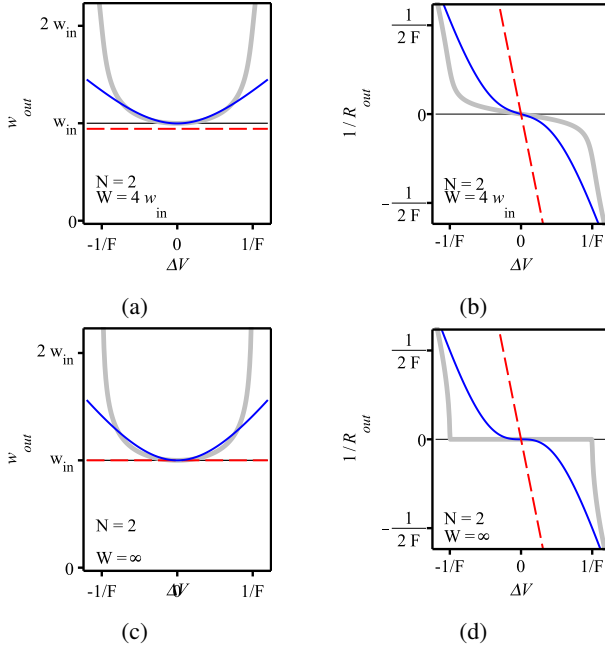 2 w_in
w_in
0
w_out
N = 2
W = 4 w_in
-1/F 0 1/F
ΔV
(a)
1 / 2 F
0
- 1 / 2 F
1 / R_out
N = 2
W = 4 w_in
-1/F 0 1/F
ΔV
(b)
2 w_in
w_in
0
w_out
N = 2
W = ∞
-1/F 0 1/F
ΔV
(c)
1 / 2 F
0
- 1 / 2 F
1 / R_out
N = 2
W = ∞
-1/F 0 1/F
ΔV
(d)